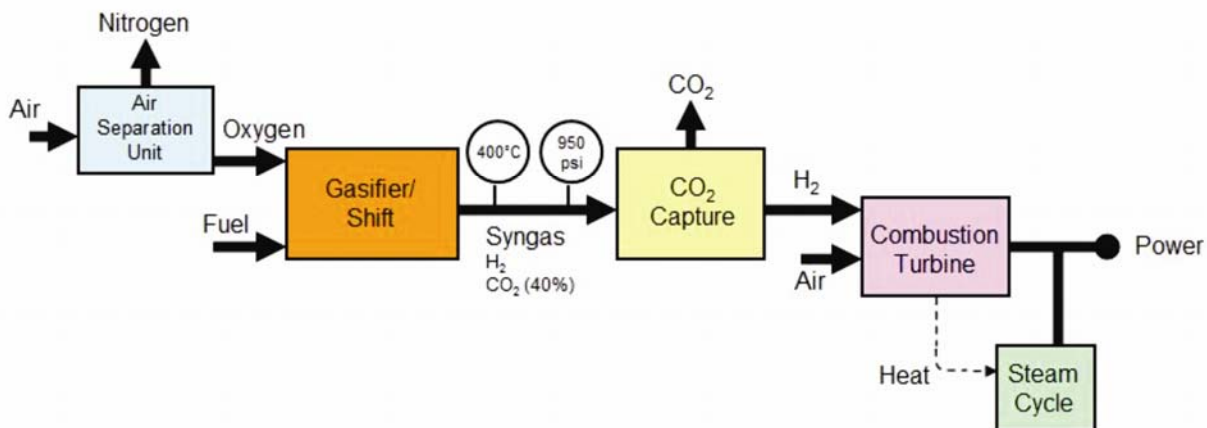 Nitrogen
Air
Air
Separation
Unit
Oxygen
Fuel
Gasifier/
Shift
400°C
950
psi
Syngas
H₂
CO₂ (40%)
CO₂
CO₂
Capture
H₂
Air
Combustion
Turbine
Power
Heat
Steam
Cycle